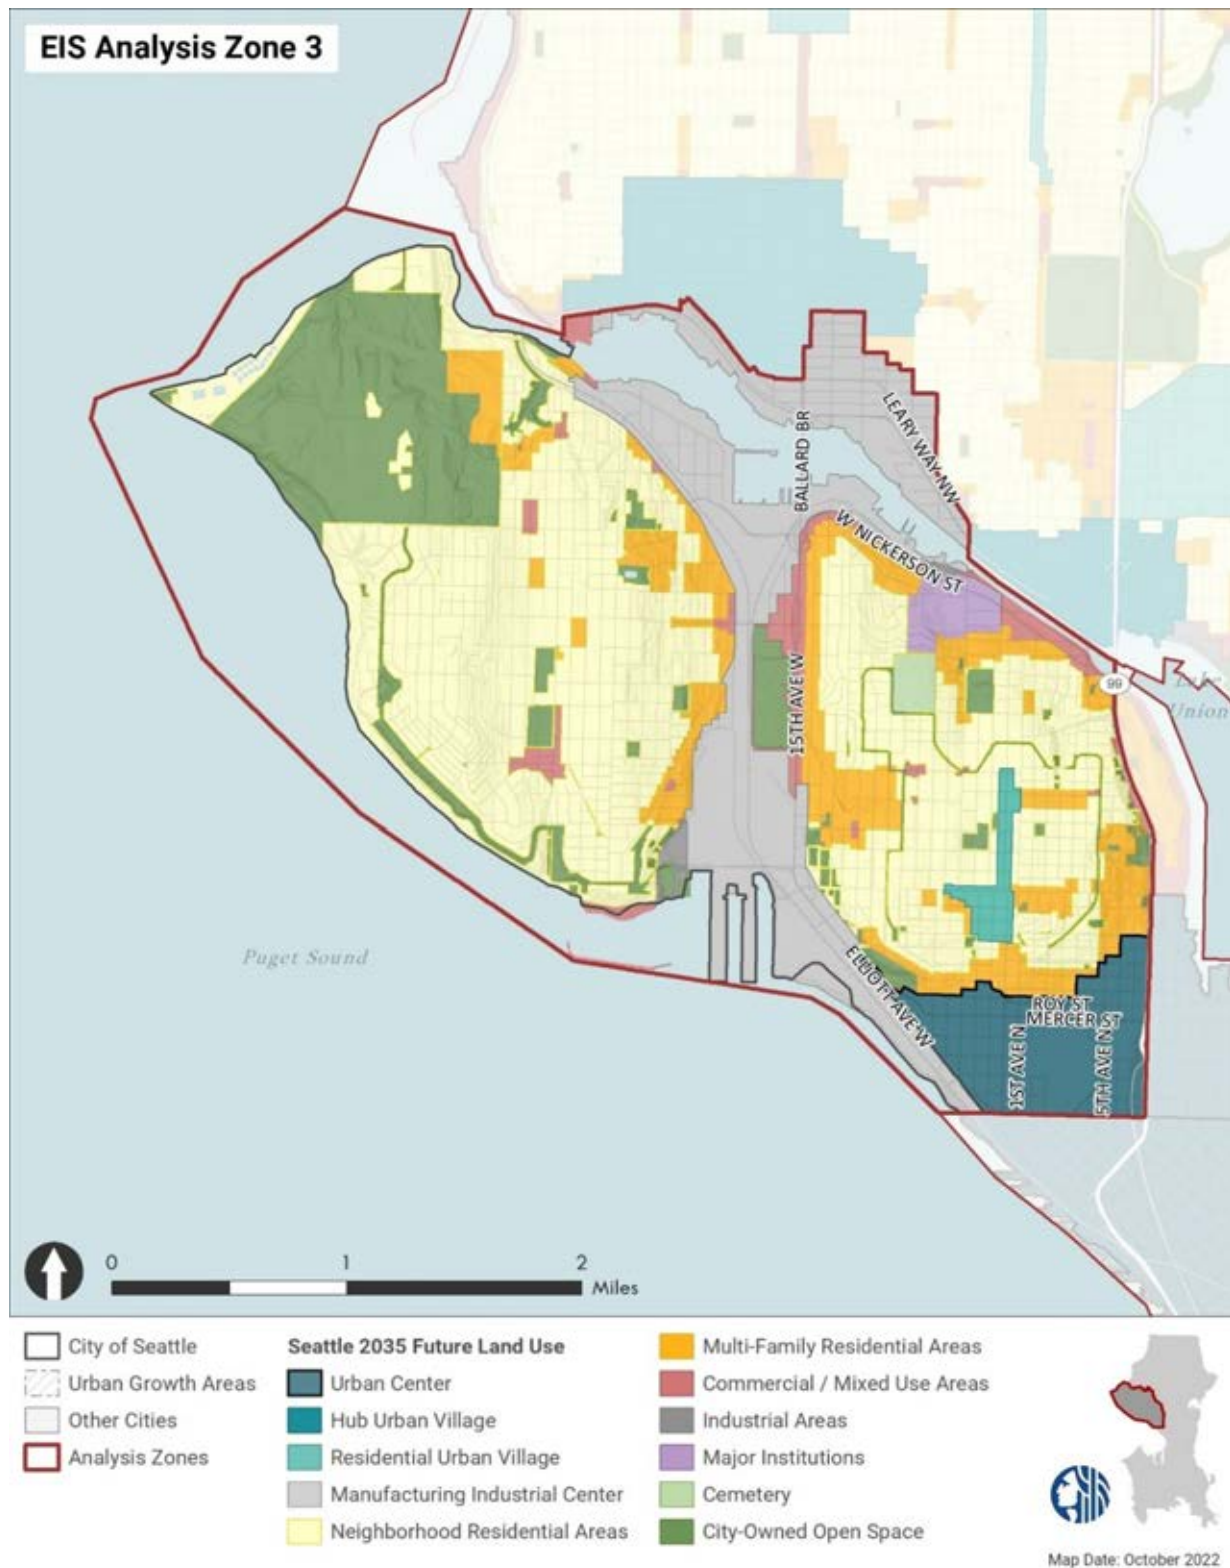 EIS Analysis Zone 3
BALLARD BR
LEARY WAY NW
W NICKERSON ST
15TH AVE W
99
Lake
Union
Puget Sound
ELLIOTT AVE W
ROY ST
MERCER ST
1ST AVE N
5TH AVE N
0 1 2
Miles
City of Seattle
Urban Growth Areas
Other Cities
Analysis Zones
Seattle 2035 Future Land Use
Urban Center
Hub Urban Village
Residential Urban Village
Manufacturing Industrial Center
Neighborhood Residential Areas
Multi-Family Residential Areas
Commercial / Mixed Use Areas
Industrial Areas
Major Institutions
Cemetery
City-Owned Open Space
Map Date: October 2022